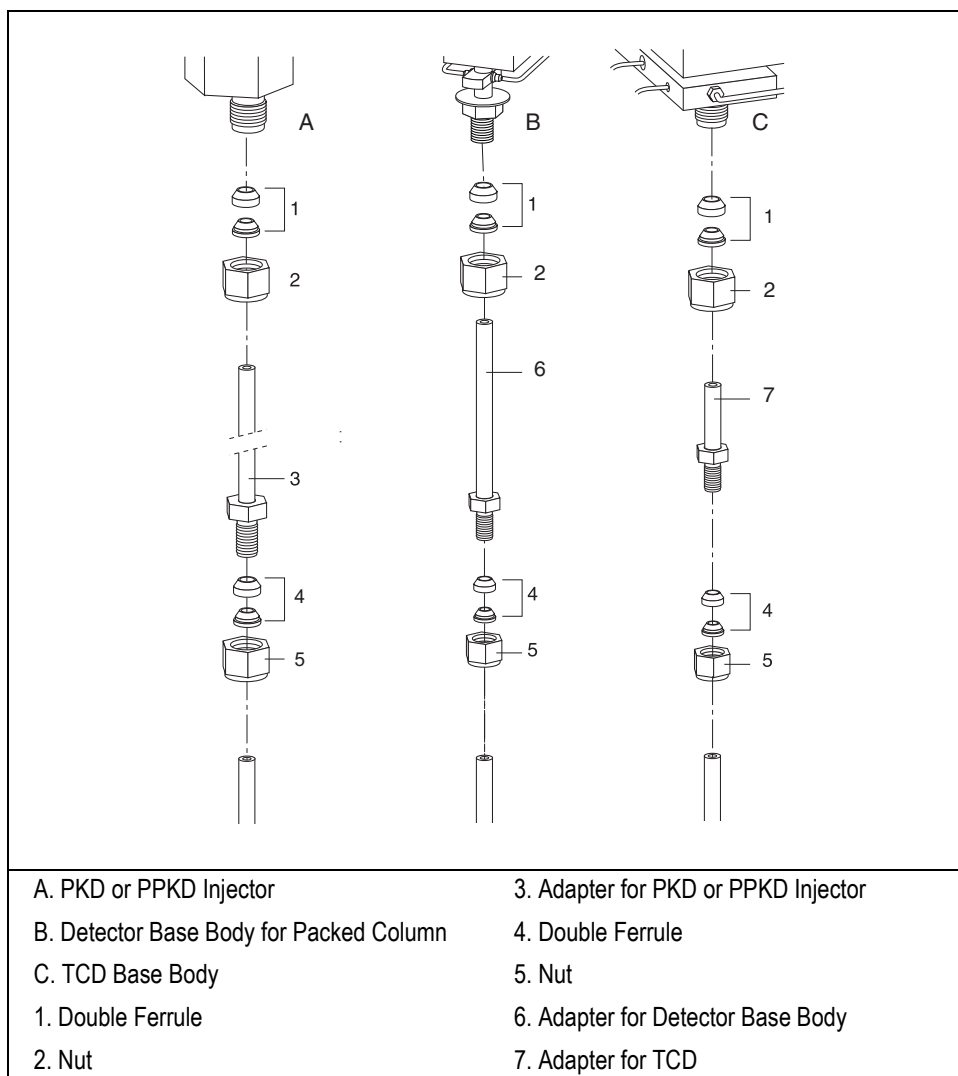 A
B
C
1
1
1
2
2
2
6
7
3
4
4
4
5
5
5
A. PKD or PPKD Injector
B. Detector Base Body for Packed Column
C. TCD Base Body
1. Double Ferrule
2. Nut
3. Adapter for PKD or PPKD Injector
4. Double Ferrule
5. Nut
6. Adapter for Detector Base Body
7. Adapter for TCD